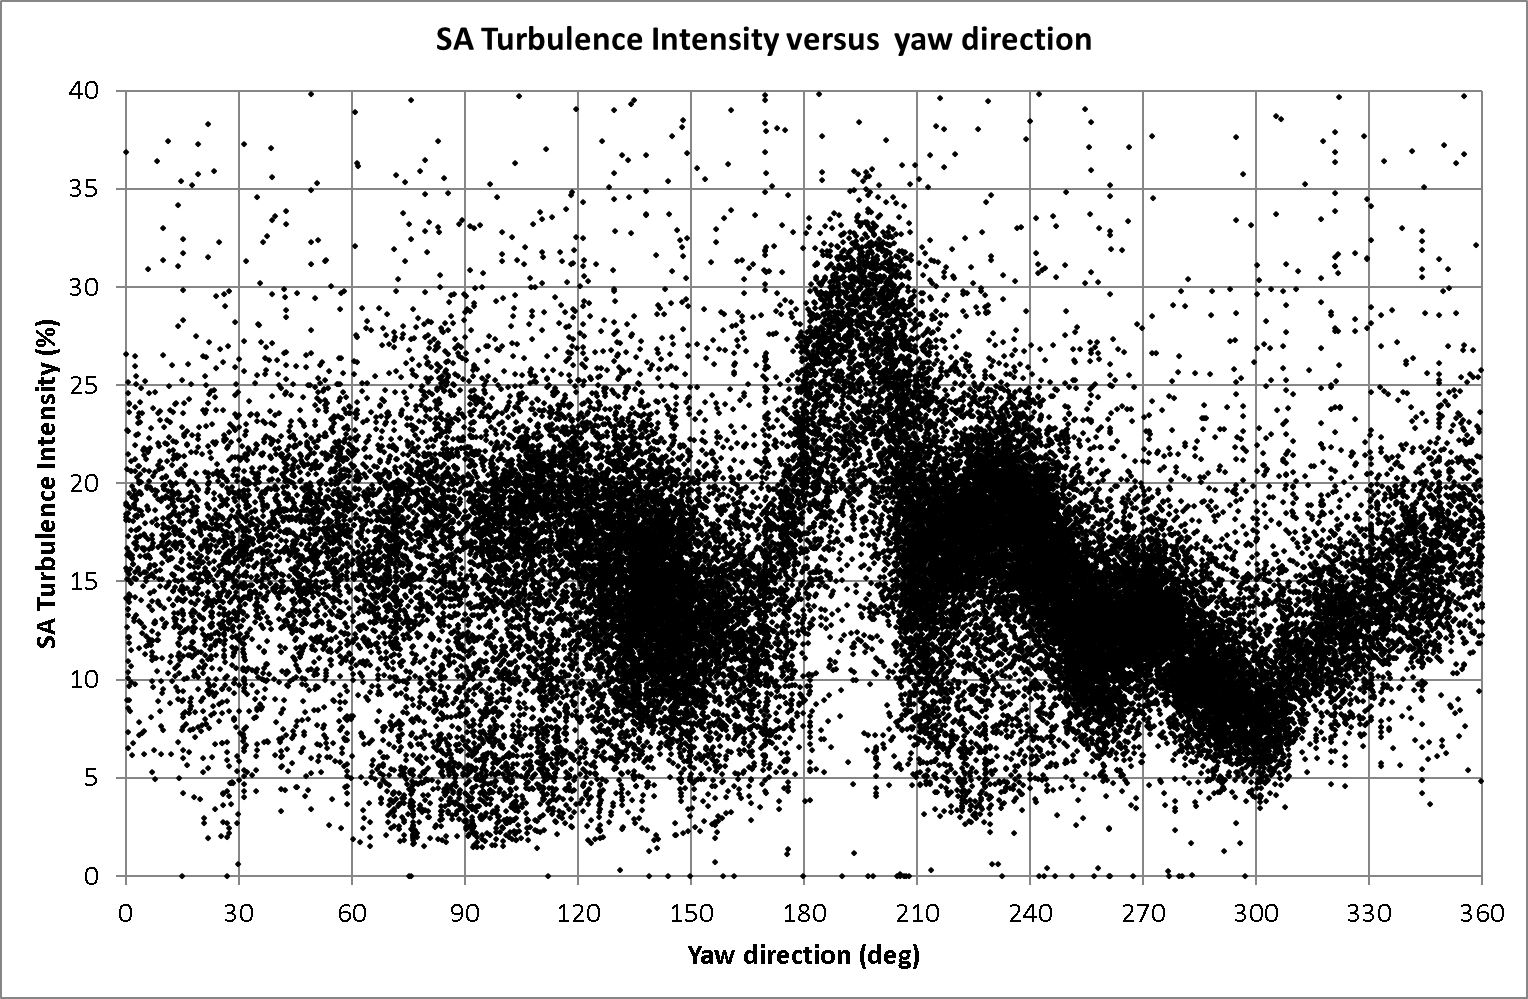 SA Turbulence Intensity versus  yaw direction
SA Turbulence Intensity (%)
40
35
30
25
20
15
10
5
0
0 30 60 90 120 150 180 210 240 270 300 330 360
Yaw direction (deg)